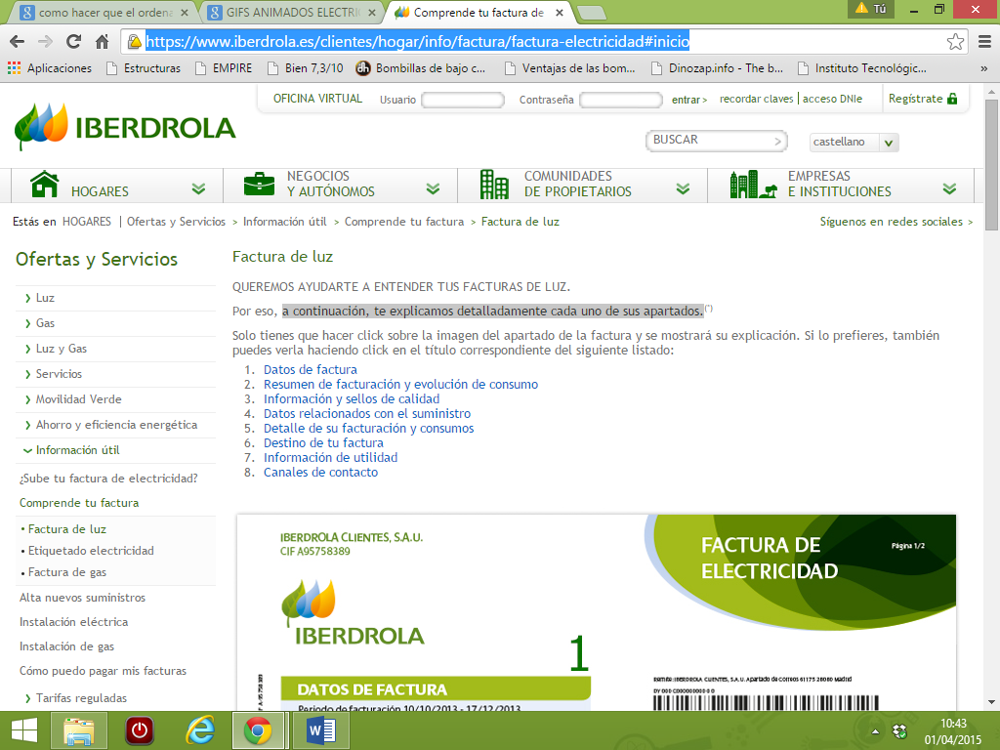 como hacer que el ordena
GIFS ANIMADOS ELECTRIC
Comprende tu factura de
Tú
https://www.iberdrola.es/clientes/hogar/info/factura/factura-electricidad#inicio
Aplicaciones Estructuras EMPIRE Bien 7,3/10 Bombillas de bajo c... Ventajas de las bom... Dinozap.info - The b... Instituto Tecnológic... »
OFICINA VIRTUAL Usuario Contraseña entrar > recordar claves | acceso DNIe Regístrate
IBERDROLA
BUSCAR >
castellano
HOGARES
NEGOCIOS
Y AUTÓNOMOS
COMUNIDADES
DE PROPIETARIOS
EMPRESAS
E INSTITUCIONES
Estás en HOGARES | Ofertas y Servicios > Información útil > Comprende tu factura > Factura de luz
Síguenos en redes sociales >
Ofertas y Servicios
Luz
Gas
Luz y Gas
Servicios
Movilidad Verde
Ahorro y eficiencia energética
Información útil
¿Sube tu factura de electricidad?
Comprende tu factura
• Factura de luz
• Etiquetado electricidad
• Factura de gas
Alta nuevos suministros
Instalación eléctrica
Instalación de gas
Cómo puedo pagar mis facturas
Tarifas reguladas
Factura de luz
QUEREMOS AYUDARTE A ENTENDER TUS FACTURAS DE LUZ.
Por eso, a continuación, te explicamos detalladamente cada uno de sus apartados.(*)
Solo tienes que hacer click sobre la imagen del apartado de la factura y se mostrará su explicación. Si lo prefieres, también
puedes verla haciendo click en el título correspondiente del siguiente listado:
1. Datos de factura
2. Resumen de facturación y evolución de consumo
3. Información y sellos de calidad
4. Datos relacionados con el suministro
5. Detalle de su facturación y consumos
6. Destino de tu factura
7. Información de utilidad
8. Canales de contacto
IBERDROLA CLIENTES, S.A.U.
CIF A95758389
IBERDROLA
FACTURA DE
ELECTRICIDAD
Página 1/2
1
DATOS DE FACTURA
Periodo de facturación 10/10/2013 - 17/12/2013
Remite: IBERDROLA CLIENTES, S.A.U. Apartado de Correos 61175 28080 Madrid
10:43
01/04/2015